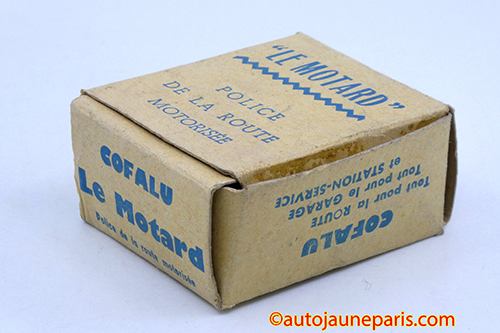 "LE MOTARD"
POLICE
DE LA ROUTE
MOTORISÉE
COFALU
Le Motard
Police de la route motorisée
COFALU
Tout pour la ROUTE
Tout pour le GARAGE
et STATION-SERVICE
©autojauneparis.com